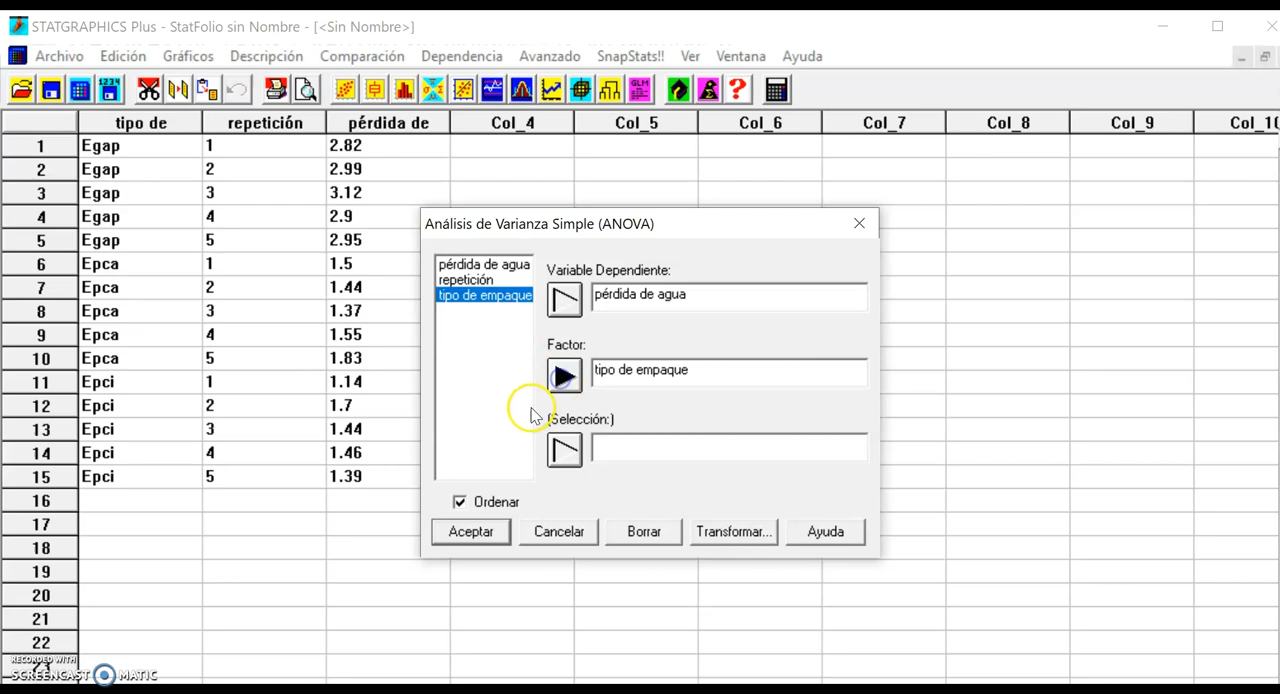 STATGRAPHICS Plus - StatFolio sin Nombre - [<Sin Nombre>]
Archivo Edición Gráficos Descripción Comparación Dependencia Avanzado SnapStats!! Ver Ventana Ayuda
1234 GLM ?
tipo de repetición pérdida de Col_4 Col_5 Col_6 Col_7 Col_8 Col_9 Col_10
1 Egap 1 2.82
2 Egap 2 2.99
3 Egap 3 3.12
4 Egap 4 2.9
5 Egap 5 2.95
6 Epca 1 1.5
7 Epca 2 1.44
8 Epca 3 1.37
9 Epca 4 1.55
10 Epca 5 1.83
11 Epci 1 1.14
12 Epci 2 1.7
13 Epci 3 1.44
14 Epci 4 1.46
15 Epci 5 1.39
16
17
18
19
20
21
22
23
Análisis de Varianza Simple (ANOVA)
pérdida de agua
repetición
tipo de empaque
Variable Dependiente:
pérdida de agua
Factor:
tipo de empaque
(Selección:)
Ordenar
Aceptar Cancelar Borrar Transformar... Ayuda
RECORDED WITH
SCREENCAST MATIC